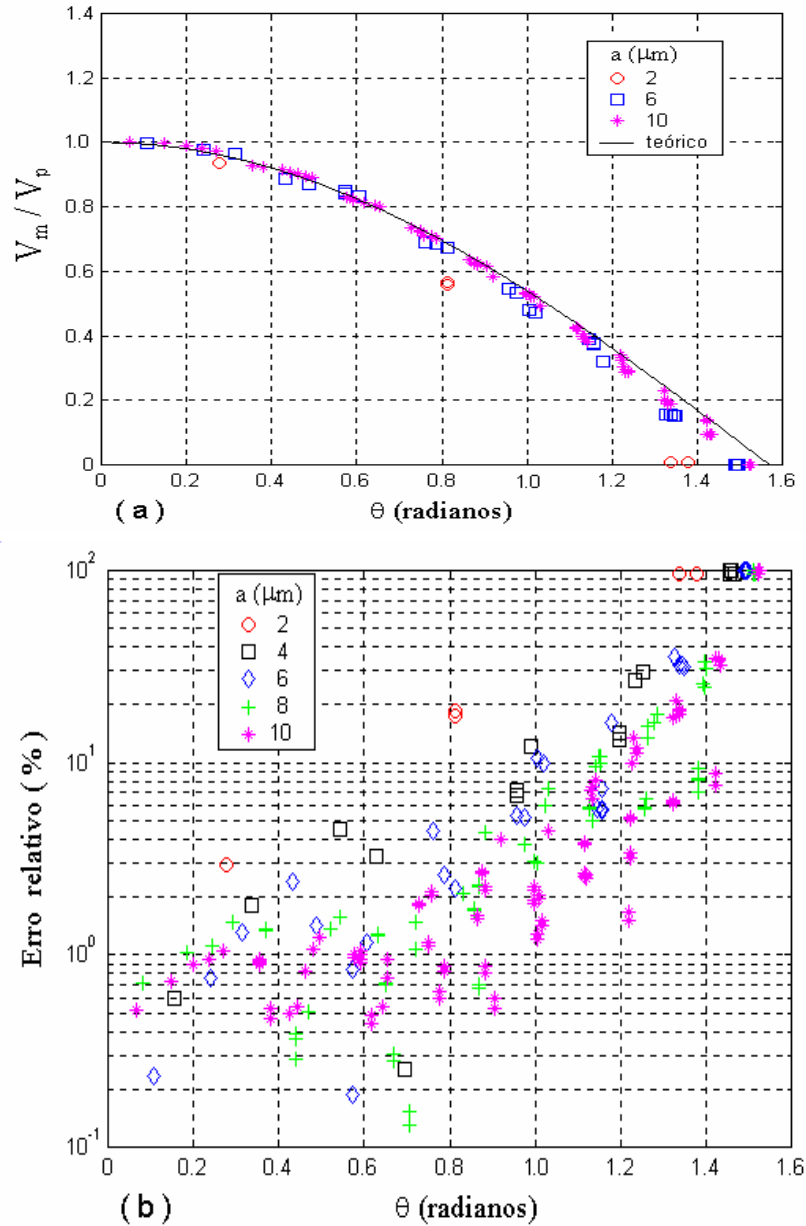 1.4
1.2
1.0
0.8
0.6
0.4
0.2
0
V_m / V_p
a (μm)
2
6
10
teórico
0 0.2 0.4 0.6 0.8 1.0 1.2 1.4 1.6
( a ) θ (radianos)
10^2
10^1
10^0
10^-1
Erro relativo ( % )
a (μm)
2
4
6
8
10
0 0.2 0.4 0.6 0.8 1.0 1.2 1.4 1.6
( b ) θ (radianos)